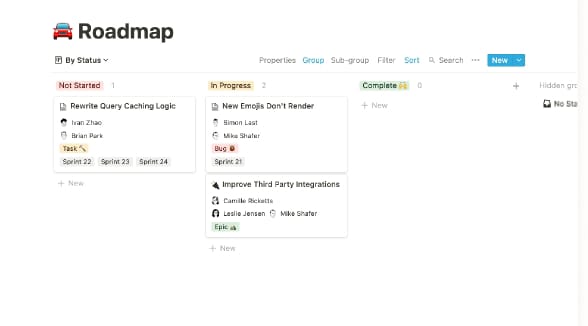 Roadmap
By Status
Properties Group Sub-group Filter Sort Search ... New
Not Started 1
In Progress 2
Complete 🙌 0
+
Hidden gro
Rewrite Query Caching Logic
Ivan Zhao
Brian Park
Task 🔨
Sprint 22 Sprint 23 Sprint 24
+ New
New Emojis Don't Render
Simon Last
Mike Shafer
Bug 🐞
Sprint 21
Improve Third Party Integrations
Camille Ricketts
Leslie Jensen Mike Shafer
Epic ⛰️
+ New
+ New
No Sta